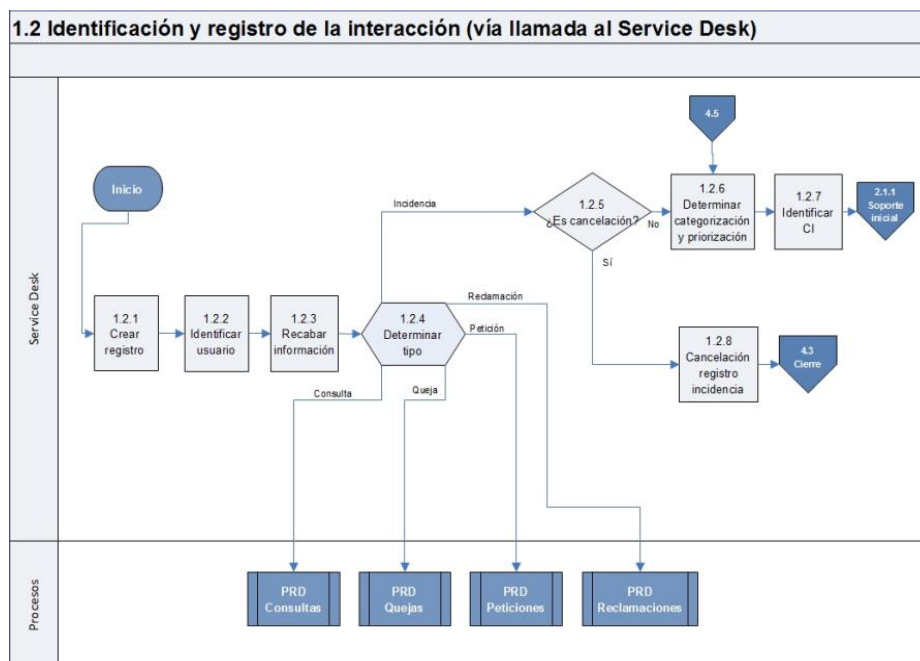 1.2 Identificación y registro de la interacción (vía llamada al Service Desk)
Service Desk
Inicio
1.2.1
Crear
registro
1.2.2
Identificar
usuario
1.2.3
Recabar
información
1.2.4
Determinar
tipo
Incidencia
Reclamación
Petición
Consulta
Queja
1.2.5
¿Es cancelación?
No
Sí
4.5
1.2.6
Determinar
categorización
y priorización
1.2.7
Identificar
CI
2.1.1
Soporte
inicial
1.2.8
Cancelación
registro
incidencia
4.3
Cierre
Procesos
PRD
Consultas
PRD
Quejas
PRD
Peticiones
PRD
Reclamaciones